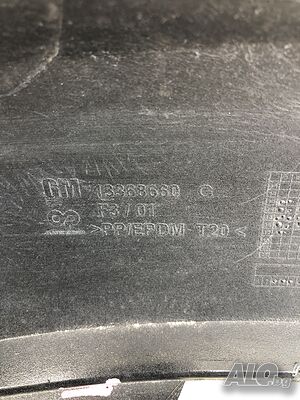 GM 13368660 C
F3 / 01
>PP/EPDM T20<
ALO.bg